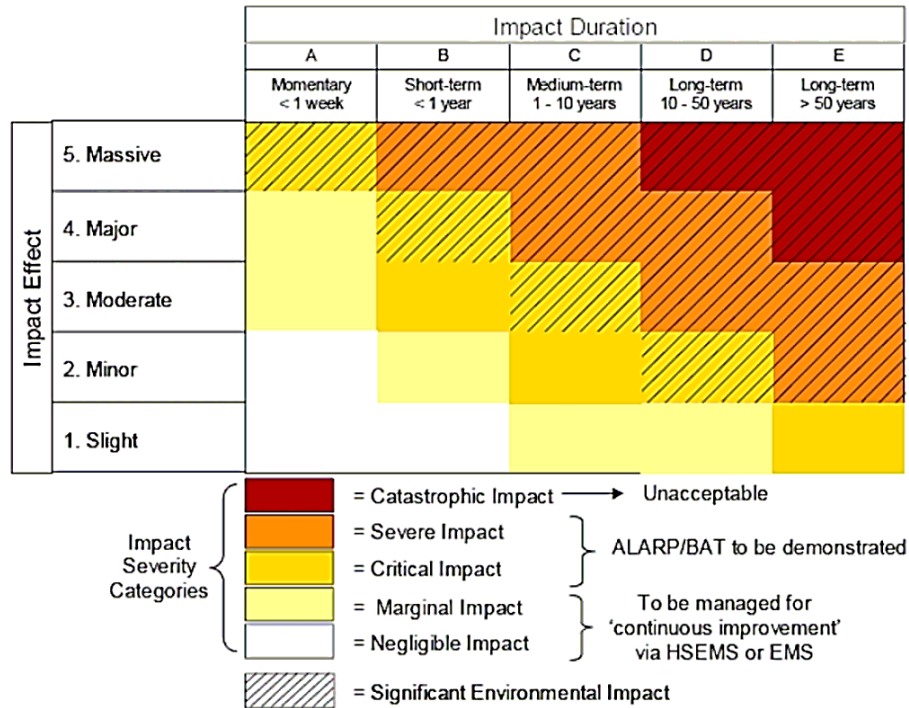 Impact Duration
A
B
C
D
E
Momentary
< 1 week
Short-term
< 1 year
Medium-term
1 - 10 years
Long-term
10 - 50 years
Long-term
> 50 years
Impact Effect
5. Massive
4. Major
3. Moderate
2. Minor
1. Slight
Impact
Severity
Categories
= Catastrophic Impact
Unacceptable
= Severe Impact
= Critical Impact
ALARP/BAT to be demonstrated
= Marginal Impact
= Negligible Impact
To be managed for
'continuous improvement'
via HSEMS or EMS
= Significant Environmental Impact